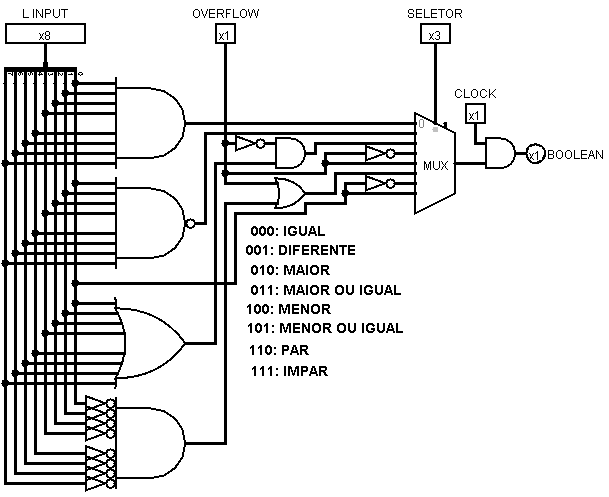 L INPUT
OVERFLOW
SELETOR
x8
x1
x3
CLOCK
x1
0
MUX
x1
BOOLEAN
000: IGUAL
001: DIFERENTE
010: MAIOR
011: MAIOR OU IGUAL
100: MENOR
101: MENOR OU IGUAL
110: PAR
111: IMPAR